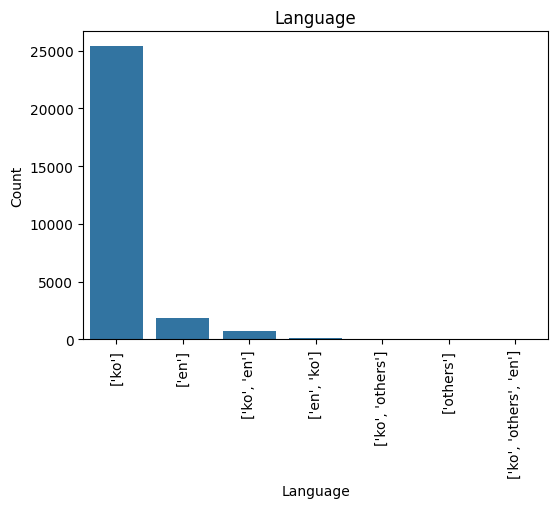 Language
25000
20000
15000
10000
5000
0
Count
['ko']
['en']
['ko', 'en']
['en', 'ko']
['ko', 'others']
['others']
['ko', 'others', 'en']
Language